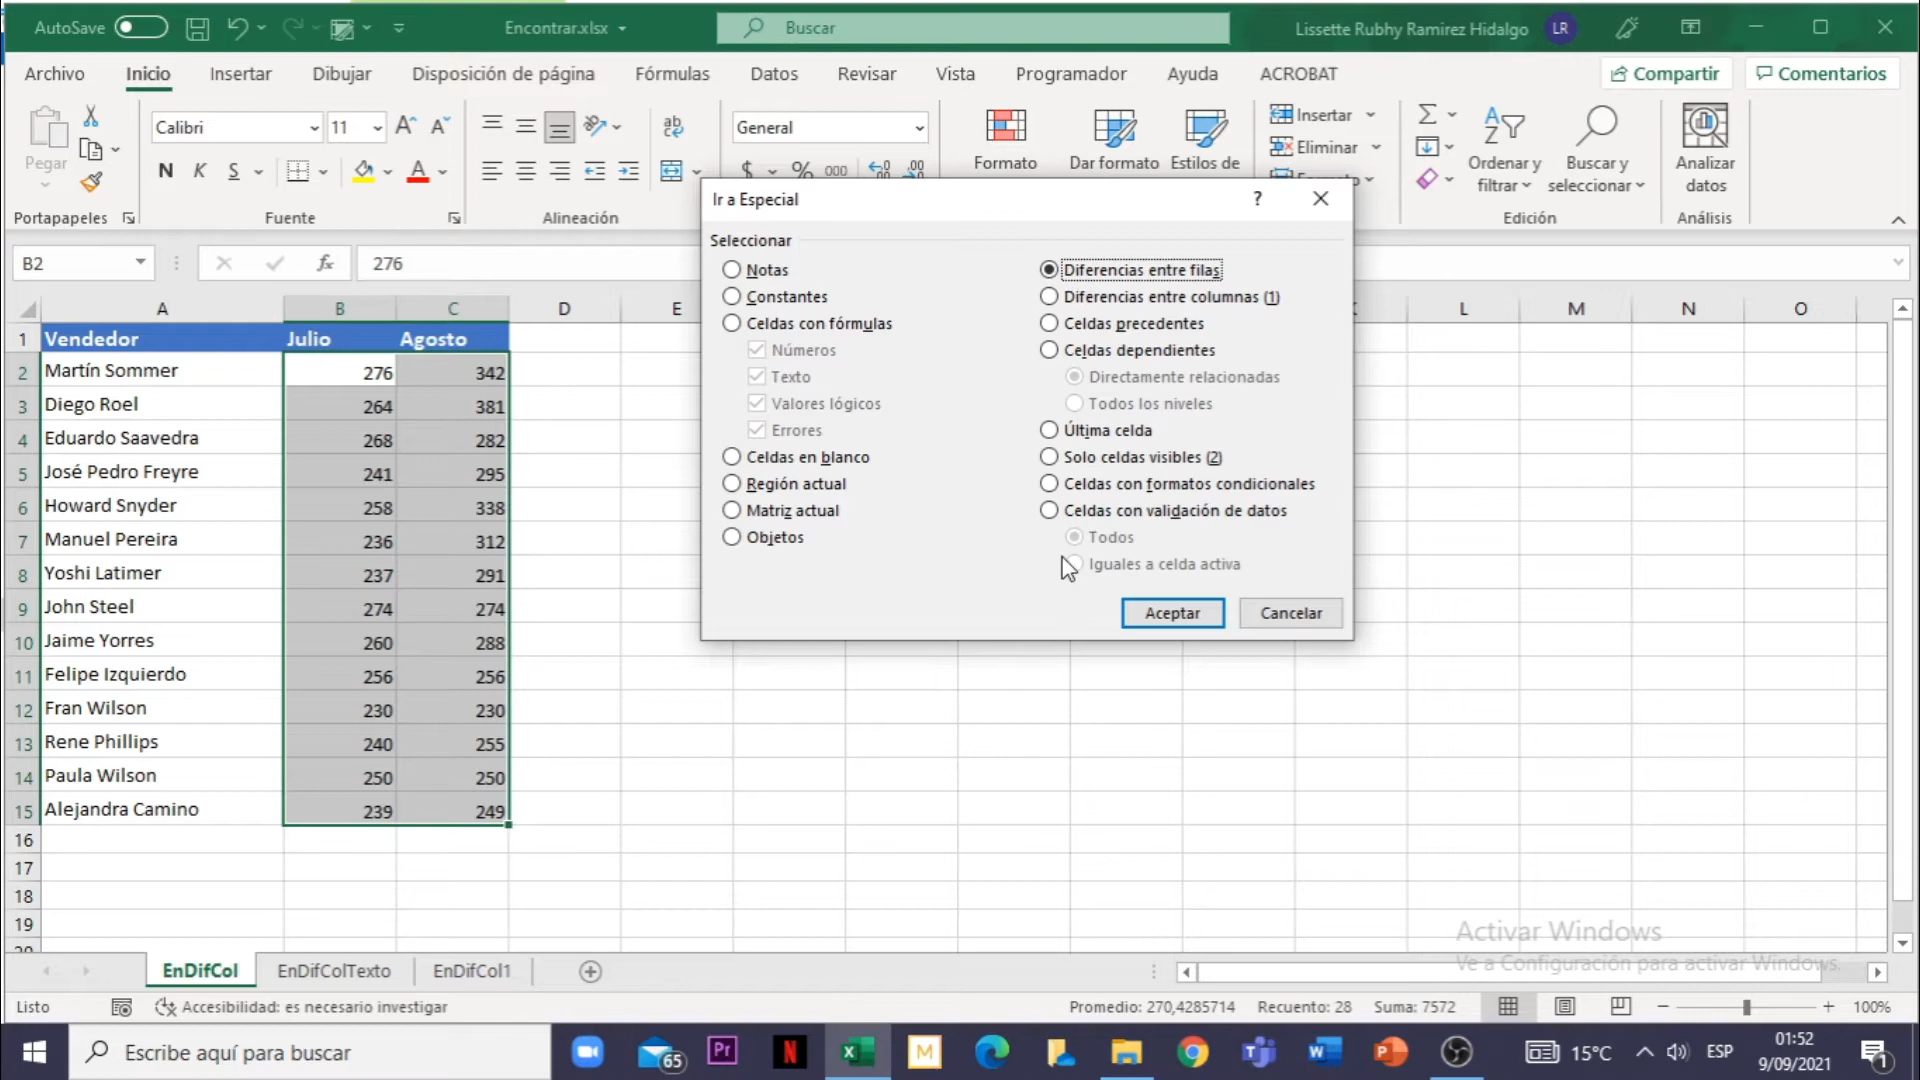 AutoSave Encontrar.xlsx Buscar Lissette Rubhy Ramirez Hidalgo LR
Archivo Inicio Insertar Dibujar Disposición de página Fórmulas Datos Revisar Vista Programador Ayuda ACROBAT Compartir Comentarios
Calibri 11 General Insertar
Pegar N K S Formato Dar formato Estilos de Eliminar Ordenar y filtrar Buscar y seleccionar Analizar datos
Portapapeles Fuente Alineación Edición Análisis
B2 fx 276
Ir a Especial
Seleccionar
Notas
Constantes
Celdas con fórmulas
Números
Texto
Valores lógicos
Errores
Celdas en blanco
Región actual
Matriz actual
Objetos
Diferencias entre filas
Diferencias entre columnas (1)
Celdas precedentes
Celdas dependientes
Directamente relacionadas
Todos los niveles
Última celda
Solo celdas visibles (2)
Celdas con formatos condicionales
Celdas con validación de datos
Todos
Iguales a celda activa
Aceptar Cancelar
A B C D E L M N O
1 Vendedor Julio Agosto
2 Martín Sommer 276 342
3 Diego Roel 264 381
4 Eduardo Saavedra 268 282
5 José Pedro Freyre 241 295
6 Howard Snyder 258 338
7 Manuel Pereira 236 312
8 Yoshi Latimer 237 291
9 John Steel 274 274
10 Jaime Yorres 260 288
11 Felipe Izquierdo 256 256
12 Fran Wilson 230 230
13 Rene Phillips 240 255
14 Paula Wilson 250 250
15 Alejandra Camino 239 249
16
17
18
19
Activar Windows
Ve a Configuración para activar Windows.
EnDifCol EnDifColTexto EnDifCol1
Listo Accesibilidad: es necesario investigar Promedio: 270,4285714 Recuento: 28 Suma: 7572 100%
Escribe aquí para buscar 65 Pr N X M W P 15°C ESP 01:52
9/09/2021 1